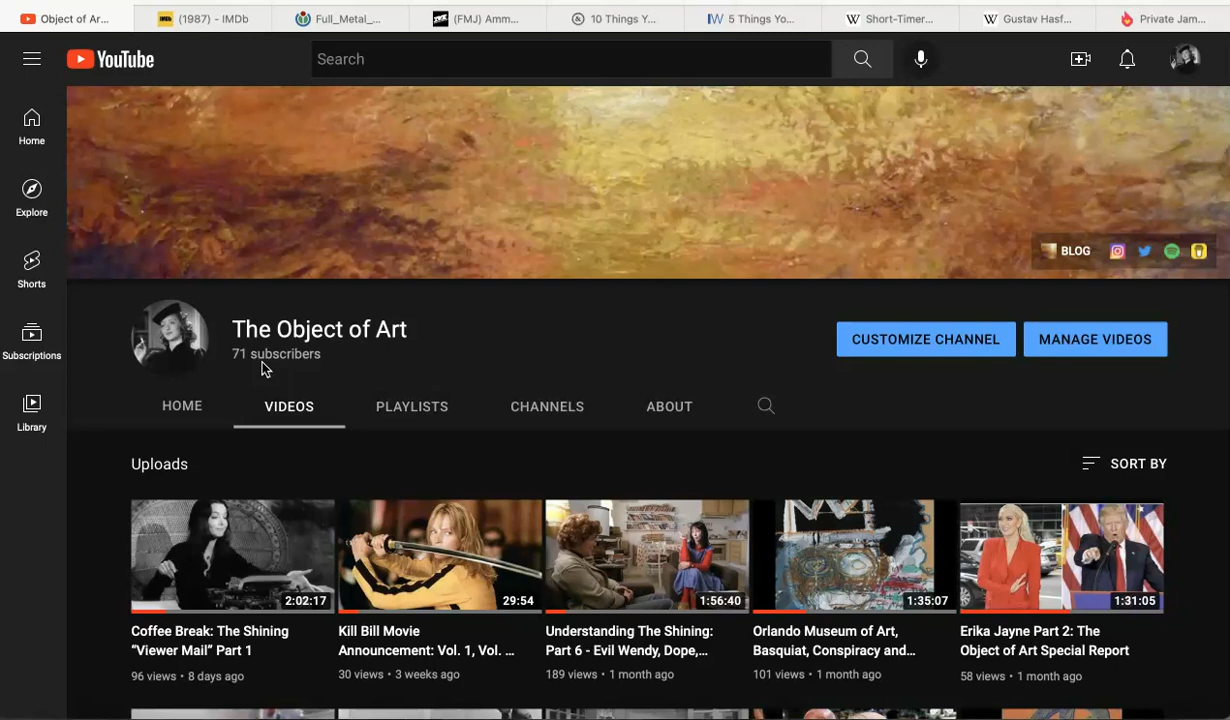 Object of Ar...
(1987) - IMDb
Full_Metal_...
(FMJ) Amm...
10 Things Y...
5 Things Yo...
Short-Timer...
Gustav Hasf...
Private Jam...
YouTube
Search
Home
Explore
Shorts
Subscriptions
Library
BLOG
The Object of Art
71 subscribers
CUSTOMIZE CHANNEL
MANAGE VIDEOS
HOME
VIDEOS
PLAYLISTS
CHANNELS
ABOUT
Uploads
SORT BY
2:02:17
29:54
1:56:40
1:35:07
1:31:05
Coffee Break: The Shining
"Viewer Mail" Part 1
96 views • 8 days ago
Kill Bill Movie
Announcement: Vol. 1, Vol. ...
30 views • 3 weeks ago
Understanding The Shining:
Part 6 - Evil Wendy, Dope,...
189 views • 1 month ago
Orlando Museum of Art,
Basquiat, Conspiracy and...
101 views • 1 month ago
Erika Jayne Part 2: The
Object of Art Special Report
58 views • 1 month ago